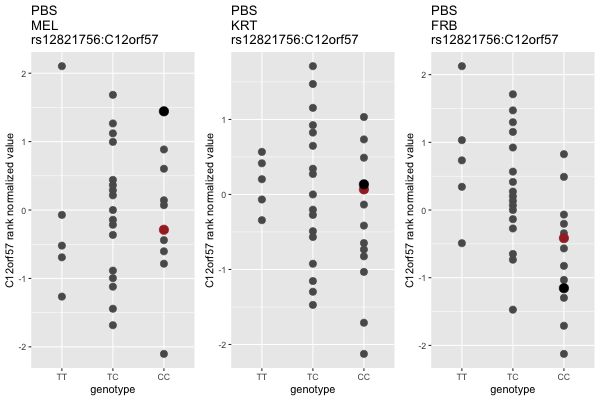 PBS
MEL
rs12821756:C12orf57
C12orf57 rank normalized value
2
1
0
-1
-2
TT TC CC
genotype
PBS
KRT
rs12821756:C12orf57
C12orf57 rank normalized value
1
0
-1
-2
TT TC CC
genotype
PBS
FRB
rs12821756:C12orf57
C12orf57 rank normalized value
2
1
0
-1
-2
TT TC CC
genotype